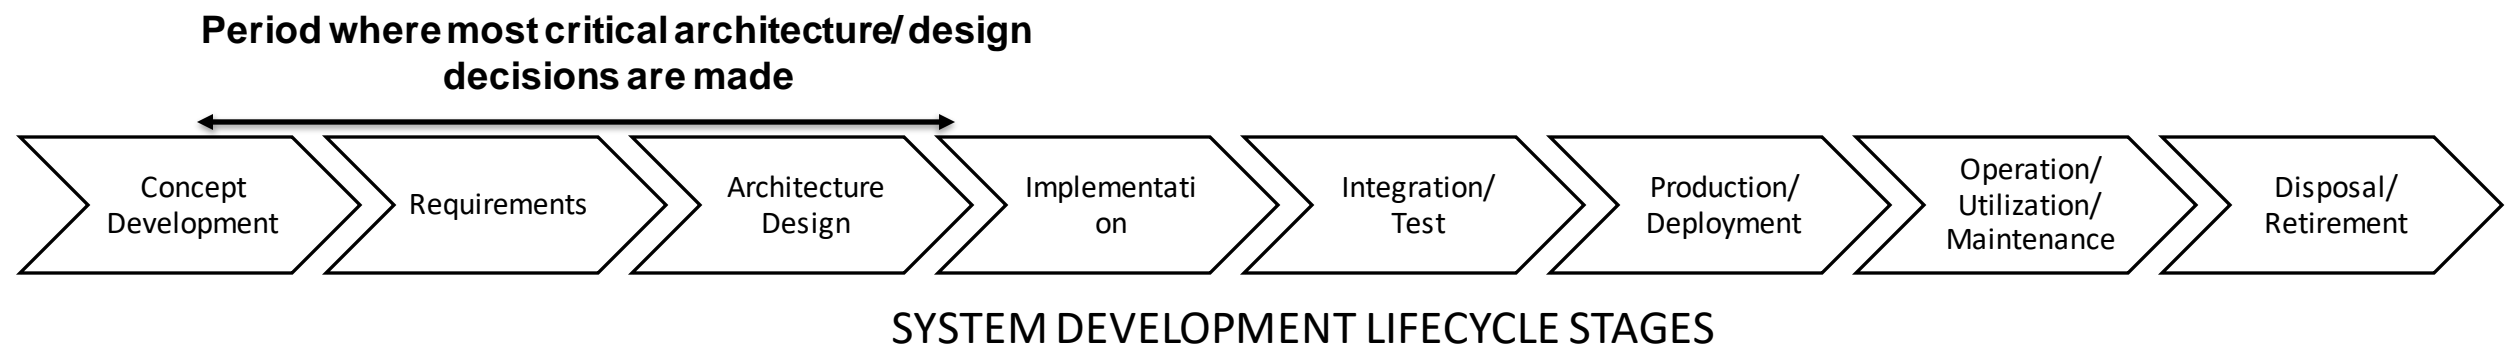 Period where most critical architecture/design
decisions are made
Concept
Development
Requirements
Architecture
Design
Implementati
on
Integration/
Test
Production/
Deployment
Operation/
Utilization/
Maintenance
Disposal/
Retirement
SYSTEM DEVELOPMENT LIFECYCLE STAGES